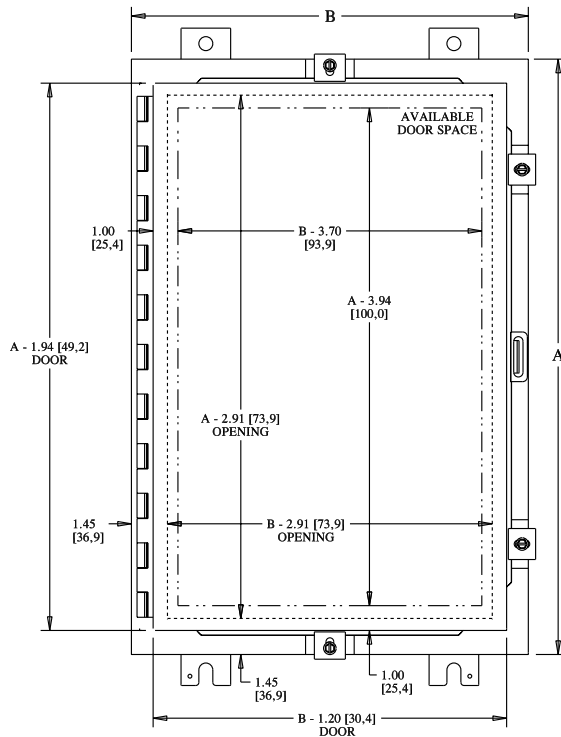 B
AVAILABLE
DOOR SPACE
1.00
[25,4]
B - 3.70
[93,9]
A - 3.94
[100,0]
A - 1.94 [49,2]
DOOR
A
A - 2.91 [73,9]
OPENING
1.45
[36,9]
B - 2.91 [73,9]
OPENING
1.45
[36,9]
1.00
[25,4]
B - 1.20 [30,4]
DOOR